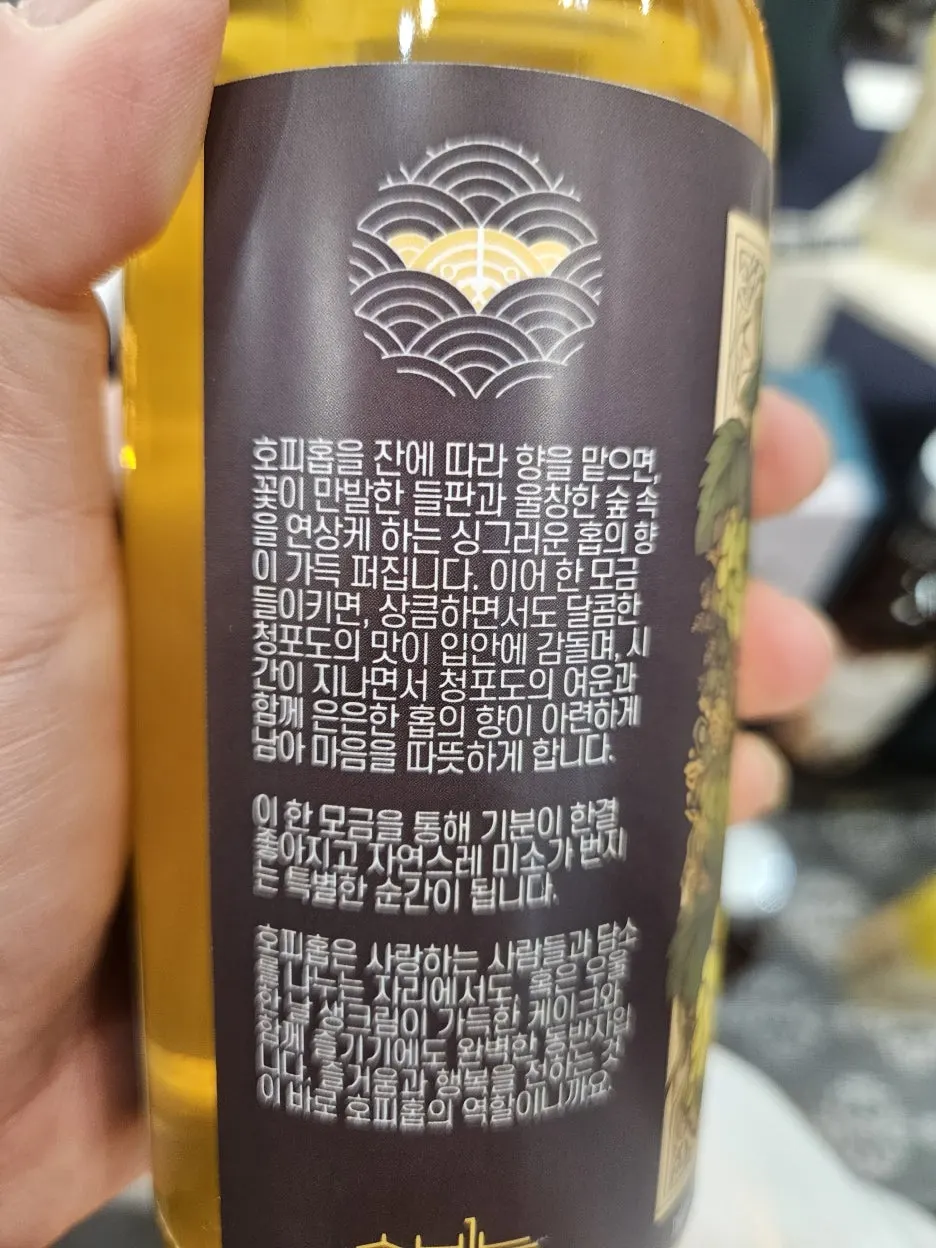 호피홉을 잔에 따라 향을 맡으면,
꽃이 만발한 들판과 울창한 숲 속
을 연상케 하는 싱그러운 홉의 향
이 가득 퍼집니다. 이어 한 모금
들이키면, 상큼하면서도 달콤한
청포도의 맛이 입안에 감돌며, 시
간이 지나면서 청포도의 여운과
함께 은은한 홉의 향이 아련하게
남아 마음을 따뜻하게 합니다.
이 한 모금을 통해 기분이 한결
좋아지고 자연스레 미소가 번지
는 특별한 순간이 됩니다.
호피홉은 사랑하는 사람들과 담소
를 나누는 자리에서도, 혹은 우울
한 날 생크림이 가득한 케이크와
함께 즐기기에도 완벽한 동반자입
니다. 즐거움과 행복을 전하는 것
이 바로 호피홉의 역할이니까요.